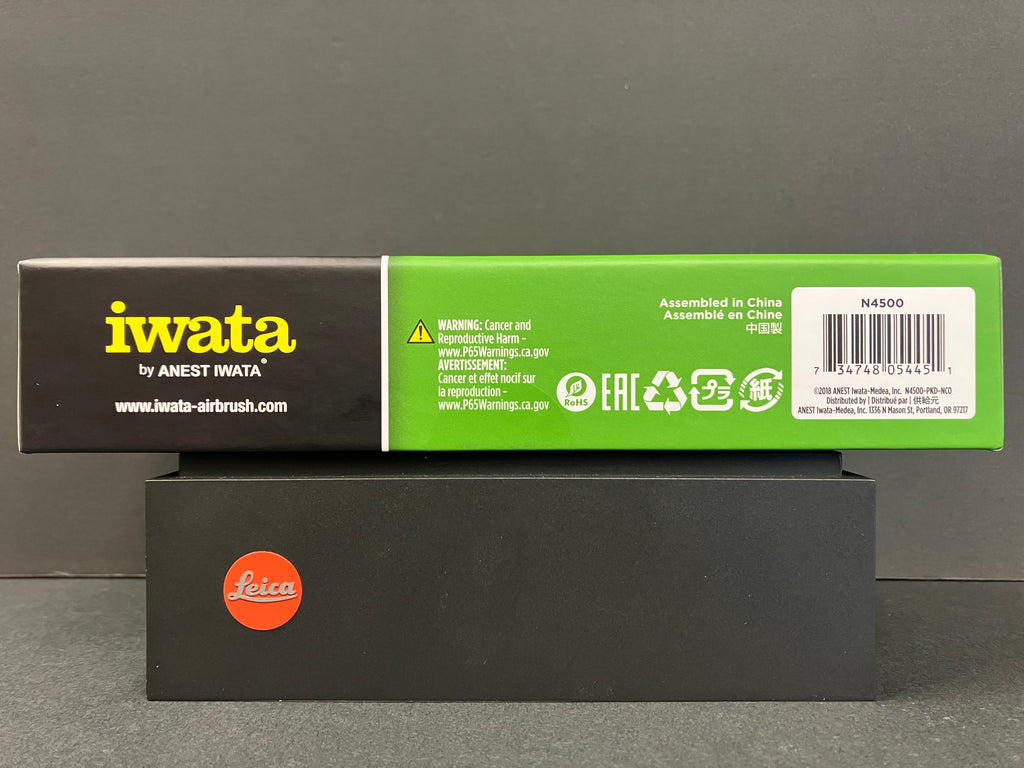 iwata
by ANEST IWATA®
www.iwata-airbrush.com
WARNING: Cancer and
Reproductive Harm -
www.P65Warnings.ca.gov
AVERTISSEMENT:
Cancer et effet nocif sur
la reproduction -
www.P65Warnings.ca.gov
RoHS
EAC
プラ
紙
Assembled in China
Assemblé en Chine
中国製
N4500
7 34748 05445 1
©2018 ANEST Iwata-Medea, Inc. N4500-PKD-NCO
Distributed by | Distribué par | 供給元
ANEST Iwata-Medea, Inc. 1336 N Mason St, Portland, OR 97217
Leica